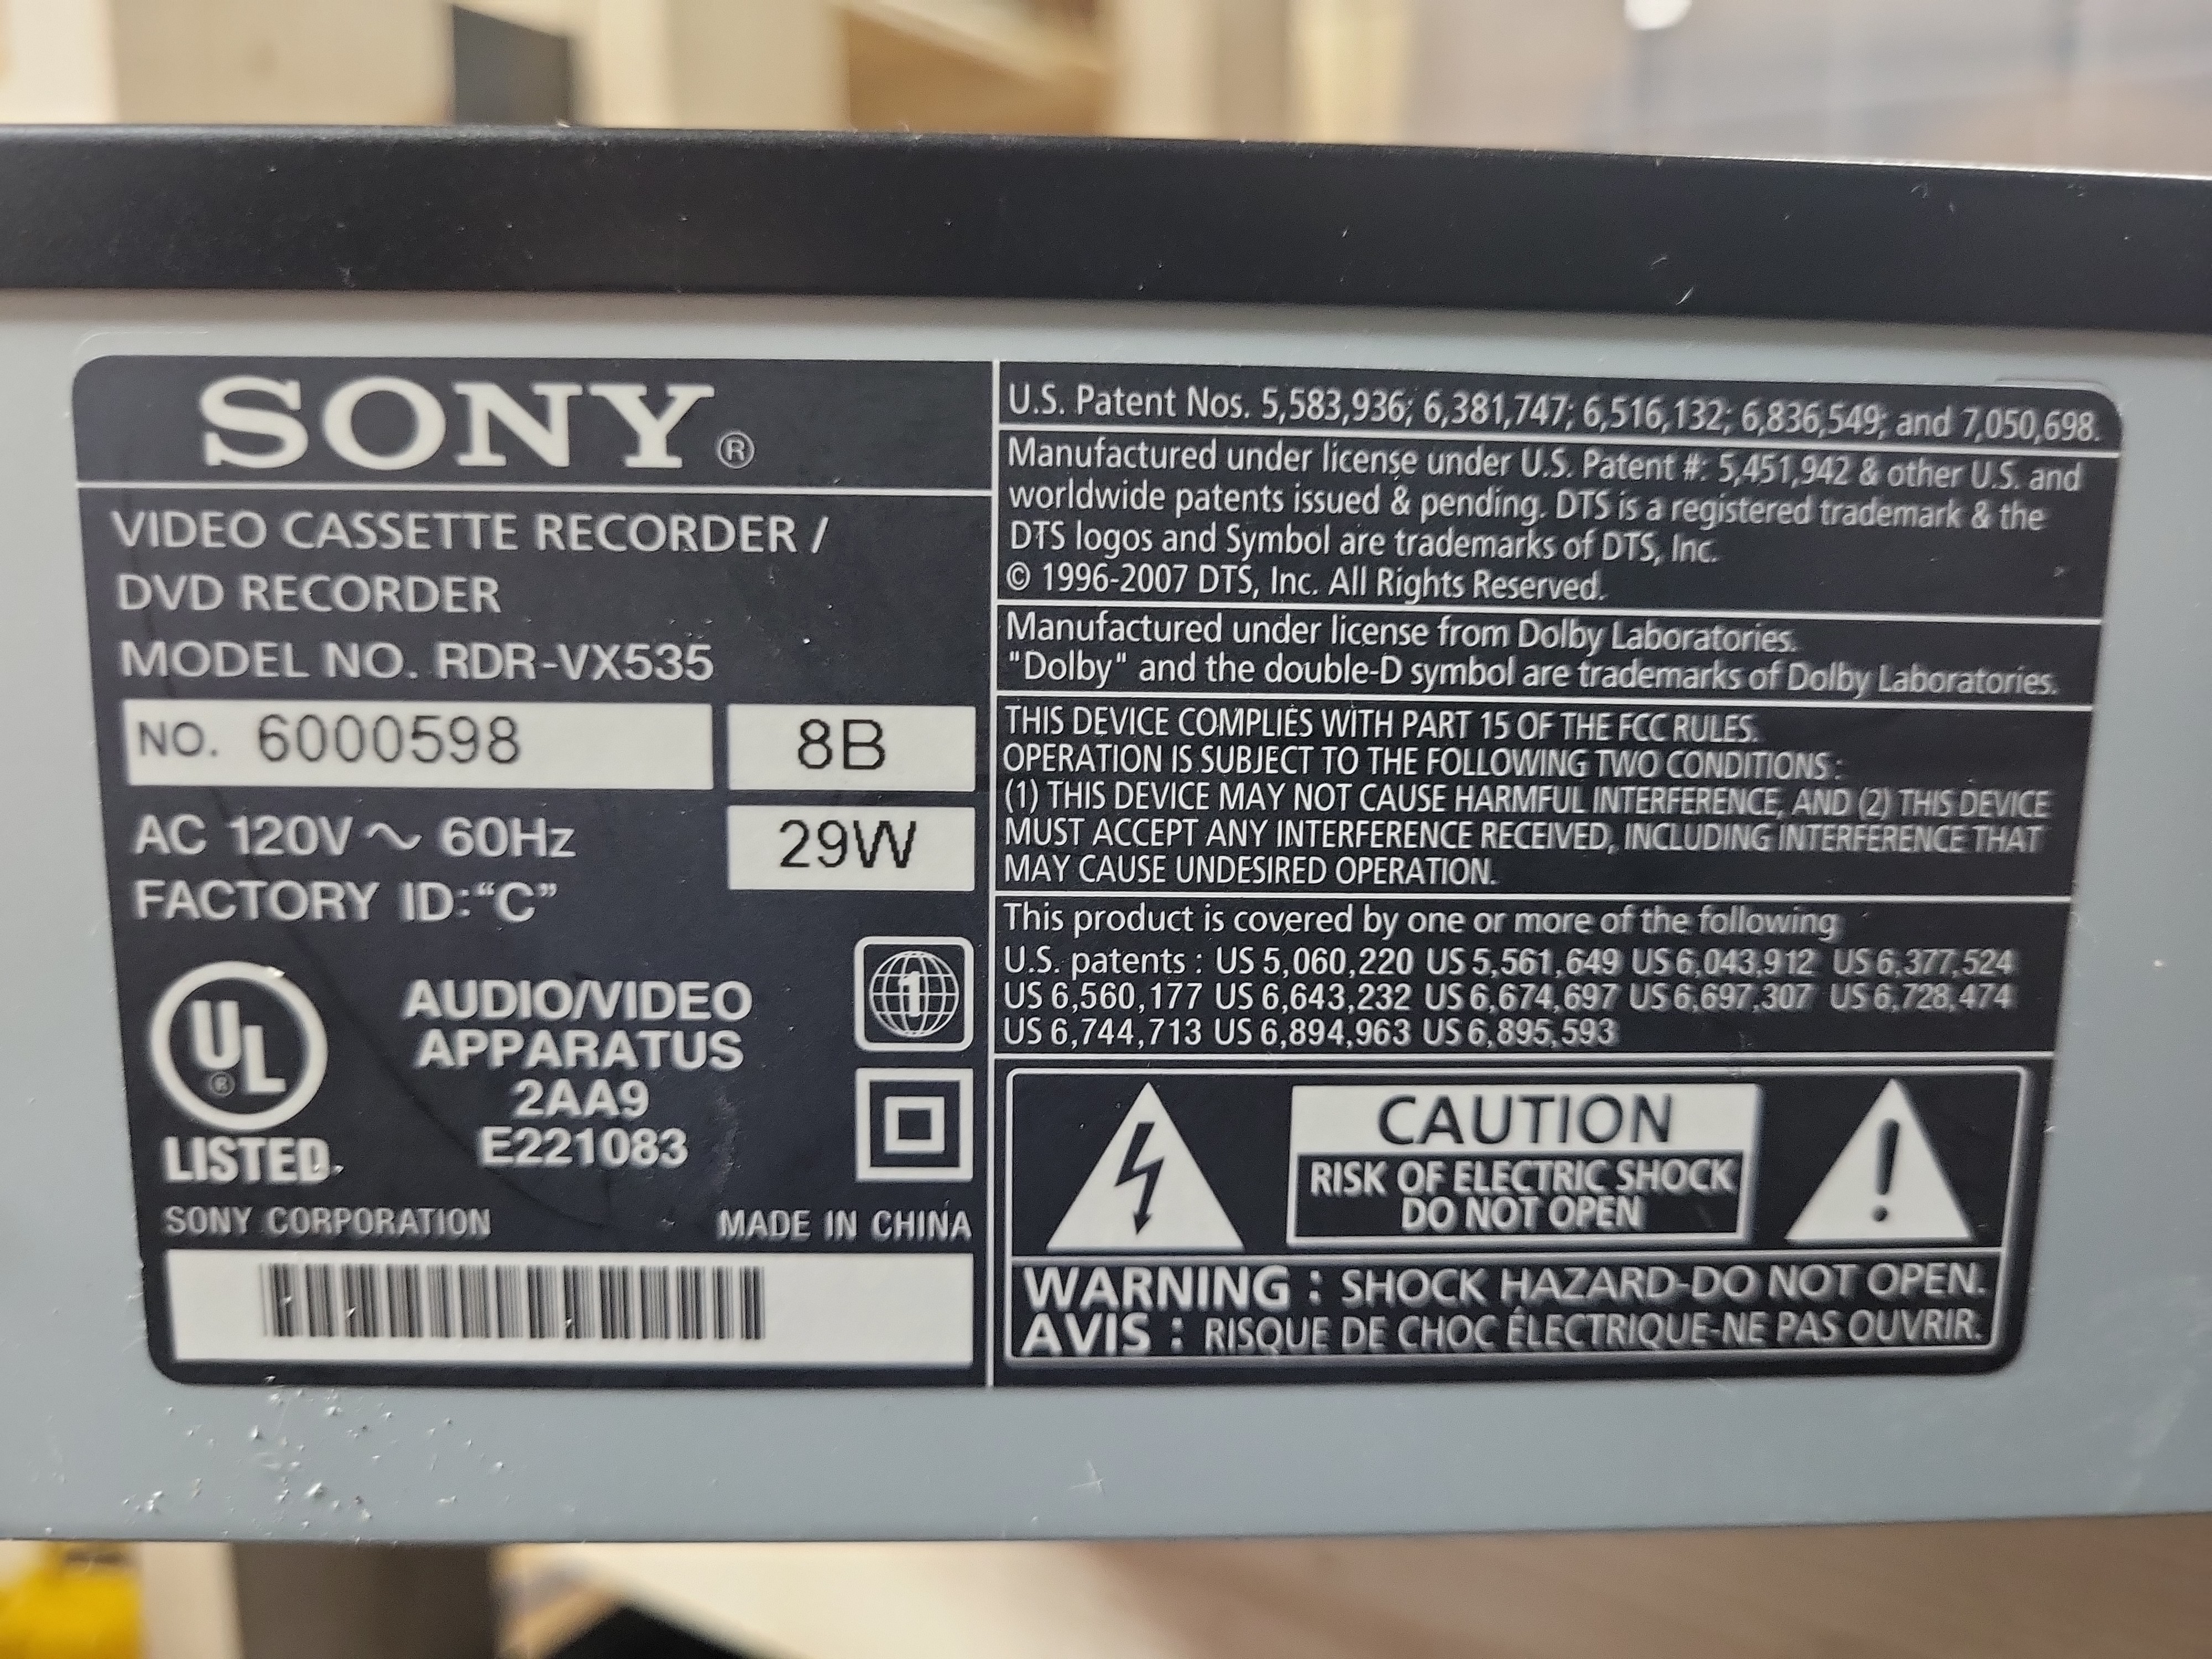 SONY®
VIDEO CASSETTE RECORDER /
DVD RECORDER
MODEL NO. RDR-VX535
NO. 6000598
8B
AC 120V ~ 60Hz
29W
FACTORY ID:“C”
1
UL®
LISTED
AUDIO/VIDEO
APPARATUS
2AA9
E221083
SONY CORPORATION
MADE IN CHINA
U.S. Patent Nos. 5,583,936; 6,381,747; 6,516,132; 6,836,549; and 7,050,698.
Manufactured under license under U.S. Patent #: 5,451,942 & other U.S. and
worldwide patents issued & pending. DTS is a registered trademark & the
DTS logos and Symbol are trademarks of DTS, Inc.
© 1996-2007 DTS, Inc. All Rights Reserved.
Manufactured under license from Dolby Laboratories.
"Dolby" and the double-D symbol are trademarks of Dolby Laboratories.
THIS DEVICE COMPLIES WITH PART 15 OF THE FCC RULES.
OPERATION IS SUBJECT TO THE FOLLOWING TWO CONDITIONS :
(1) THIS DEVICE MAY NOT CAUSE HARMFUL INTERFERENCE, AND (2) THIS DEVICE
MUST ACCEPT ANY INTERFERENCE RECEIVED, INCLUDING INTERFERENCE THAT
MAY CAUSE UNDESIRED OPERATION.
This product is covered by one or more of the following
U.S. patents : US 5,060,220 US 5,561,649 US 6,043,912 US 6,377,524
US 6,560,177 US 6,643,232 US 6,674,697 US 6,697,307 US 6,728,474
US 6,744,713 US 6,894,963 US 6,895,593
CAUTION
RISK OF ELECTRIC SHOCK
DO NOT OPEN
WARNING : SHOCK HAZARD-DO NOT OPEN.
AVIS : RISQUE DE CHOC ÉLECTRIQUE-NE PAS OUVRIR.